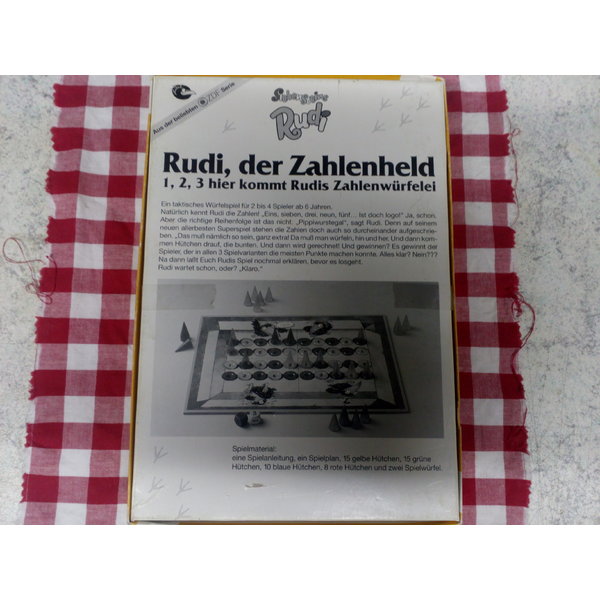 Aus der beliebten ZDF Serie
Siebenstein
Rudi
Rudi, der Zahlenheld
1, 2, 3 hier kommt Rudis Zahlenwürfelei
Ein taktisches Würfelspiel für 2 bis 4 Spieler ab 6 Jahren.
Natürlich kennt Rudi die Zahlen! „Eins, sieben, drei, neun, fünf... Ist doch logo!" Ja, schon.
Aber die richtige Reihenfolge ist das nicht. „Pippiwurstegal", sagt Rudi. Denn auf seinem
neuen allerbesten Superspiel stehen die Zahlen doch auch so durcheinander aufgeschrie-
ben. „Das muß nämlich so sein, ganz extra! Da muß man würfeln, hin und her. Und dann kom-
men Hütchen drauf, die bunten. Und dann wird gerechnet! Und gewinnen? Es gewinnt der
Spieler, der in allen 3 Spielvarianten die meisten Punkte machen konnte. Alles klar? Nein???
Na dann laßt Euch Rudis Spiel nochmal erklären, bevor es losgeht.
Rudi wartet schon, oder? „Klaro."
Spielmaterial:
eine Spielanleitung, ein Spielplan, 15 gelbe Hütchen, 15 grüne
Hütchen, 10 blaue Hütchen, 8 rote Hütchen und zwei Spielwürfel.